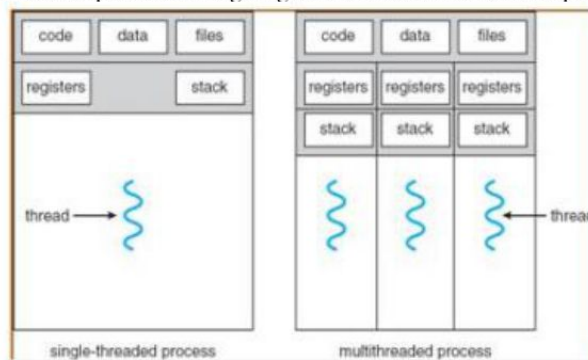 code data files code data files
registers stack registers registers registers
stack stack stack
thread thread
single-threaded process multithreaded process